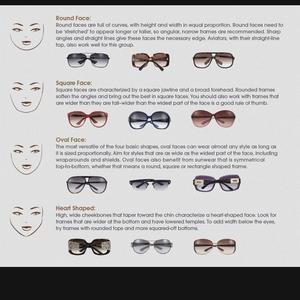 Round Face:
Round faces are full of curves, with height and width in equal proportion. Round faces need to
be 'stretched' to appear longer or taller, so angular, narrow frames are recommended. Sharp
angles and straight lines give these faces the necessary edge. Aviators, with their straight-line
top, also work well for this group.
Square Face:
Square faces are characterized by a square jawline and a broad forehead. Rounded frames
soften the angles and bring out the best in square faces. You should also work with frames that
are wider than they are tall-wider than the widest part of the face is a good rule of thumb.
Oval Face:
The most versatile of the four basic shapes, oval faces can wear almost any style as long as
it is sized proportionally. Aim for styles that are as wide as the widest part of the face, including
wraparounds and shields. Oval faces also benefit from sunwear that is symmetrical
top-to-bottom, whether that means a round, square or rectangle shaped frame.
Heart Shaped:
High, wide cheekbones that taper toward the chin characterize a heart-shaped face. Look for
frames that are wider at the bottom and have lowered temples. To add width below the eyes,
try frames with rounded tops and more squared-off bottoms.